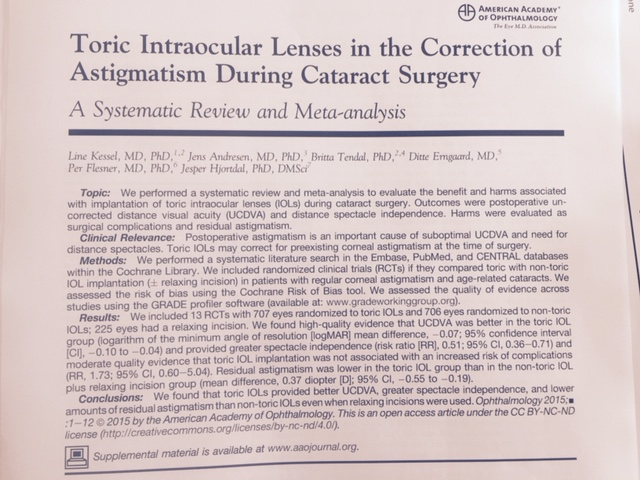 AMERICAN ACADEMY
OF OPHTHALMOLOGY
The Eye M.D. Association
Toric Intraocular Lenses in the Correction of
Astigmatism During Cataract Surgery
A Systematic Review and Meta-analysis
Line Kessel, MD, PhD,1,2 Jens Andresen, MD, PhD,3 Britta Tendal, PhD,2,4 Ditte Erngaard, MD,5
Per Flesner, MD, PhD,6 Jesper Hjortdal, PhD, DMSci7
Topic: We performed a systematic review and meta-analysis to evaluate the benefit and harms associated
with implantation of toric intraocular lenses (IOLs) during cataract surgery. Outcomes were postoperative un-
corrected distance visual acuity (UCDVA) and distance spectacle independence. Harms were evaluated as
surgical complications and residual astigmatism.
Clinical Relevance: Postoperative astigmatism is an important cause of suboptimal UCDVA and need for
distance spectacles. Toric IOLs may correct for preexisting corneal astigmatism at the time of surgery.
Methods: We performed a systematic literature search in the Embase, PubMed, and CENTRAL databases
within the Cochrane Library. We included randomized clinical trials (RCTs) if they compared toric with non-toric
IOL implantation (± relaxing incision) in patients with regular corneal astigmatism and age-related cataracts. We
assessed the risk of bias using the Cochrane Risk of Bias tool. We assessed the quality of evidence across
studies using the GRADE profiler software (available at: www.gradeworkinggroup.org).
Results: We included 13 RCTs with 707 eyes randomized to toric IOLs and 706 eyes randomized to non-toric
IOLs; 225 eyes had a relaxing incision. We found high-quality evidence that UCDVA was better in the toric IOL
group (logarithm of the minimum angle of resolution [logMAR] mean difference, -0.07; 95% confidence interval
[CI], -0.10 to -0.04) and provided greater spectacle independence (risk ratio [RR], 0.51; 95% CI, 0.36-0.71) and
moderate quality evidence that toric IOL implantation was not associated with an increased risk of complications
(RR, 1.73; 95% CI, 0.60-5.04). Residual astigmatism was lower in the toric IOL group than in the non-toric IOL
plus relaxing incision group (mean difference, 0.37 diopter [D]; 95% CI, -0.55 to -0.19).
Conclusions: We found that toric IOLs provided better UCDVA, greater spectacle independence, and lower
amounts of residual astigmatism than non-toric IOLs even when relaxing incisions were used. Ophthalmology 2015;■
:1-12 © 2015 by the American Academy of Ophthalmology. This is an open access article under the CC BY-NC-ND
license (http://creativecommons.org/licenses/by-nc-nd/4.0/).
Supplemental material is available at www.aaojournal.org.